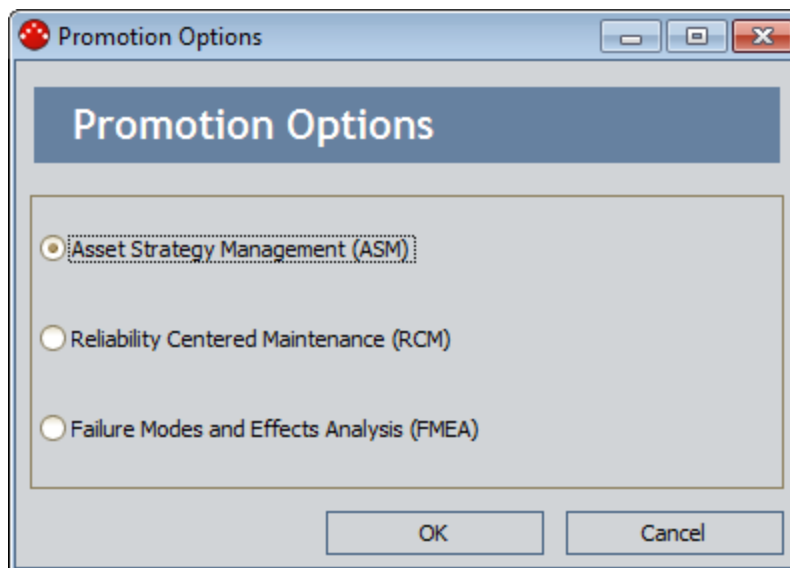 Promotion Options
Promotion Options
Asset Strategy Management (ASM)
Reliability Centered Maintenance (RCM)
Failure Modes and Effects Analysis (FMEA)
OK Cancel